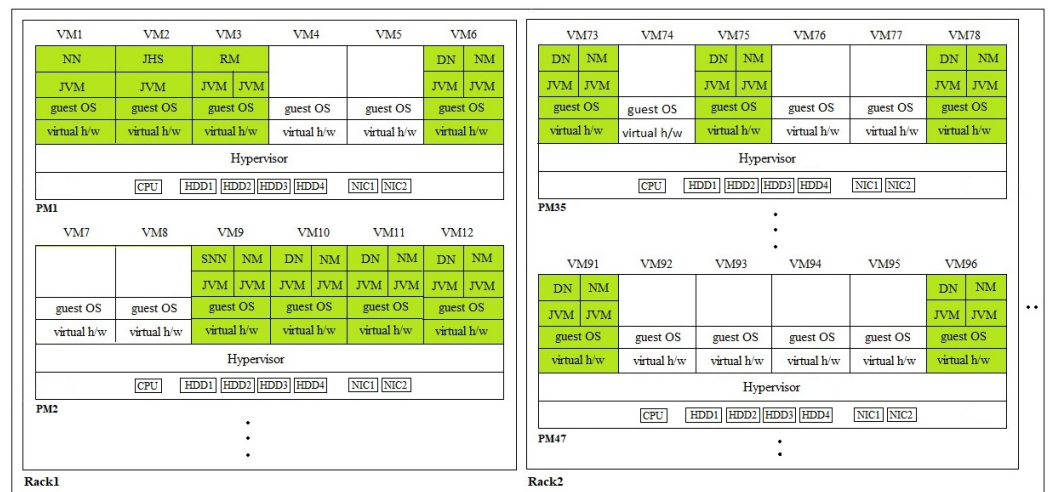 VM1 VM2 VM3 VM4 VM5 VM6
NN JHS RM DN NM
JVM JVM JVM JVM JVM JVM
guest OS guest OS guest OS guest OS guest OS guest OS
virtual h/w virtual h/w virtual h/w virtual h/w virtual h/w virtual h/w
Hypervisor
CPU HDD1 HDD2 HDD3 HDD4 NIC1 NIC2
PM1
VM7 VM8 VM9 VM10 VM11 VM12
SNN NM DN NM DN NM DN NM
JVM JVM JVM JVM JVM JVM JVM JVM
guest OS guest OS guest OS guest OS guest OS guest OS
virtual h/w virtual h/w virtual h/w virtual h/w virtual h/w virtual h/w
Hypervisor
CPU HDD1 HDD2 HDD3 HDD4 NIC1 NIC2
PM2
Rack1
VM73 VM74 VM75 VM76 VM77 VM78
DN NM DN NM DN NM
JVM JVM JVM JVM JVM JVM
guest OS guest OS guest OS guest OS guest OS guest OS
virtual h/w virtual h/w virtual h/w virtual h/w virtual h/w virtual h/w
Hypervisor
CPU HDD1 HDD2 HDD3 HDD4 NIC1 NIC2
PM35
VM91 VM92 VM93 VM94 VM95 VM96
DN NM DN NM
JVM JVM JVM JVM
guest OS guest OS guest OS guest OS guest OS guest OS
virtual h/w virtual h/w virtual h/w virtual h/w virtual h/w virtual h/w
Hypervisor
CPU HDD1 HDD2 HDD3 HDD4 NIC1 NIC2
PM47
Rack2